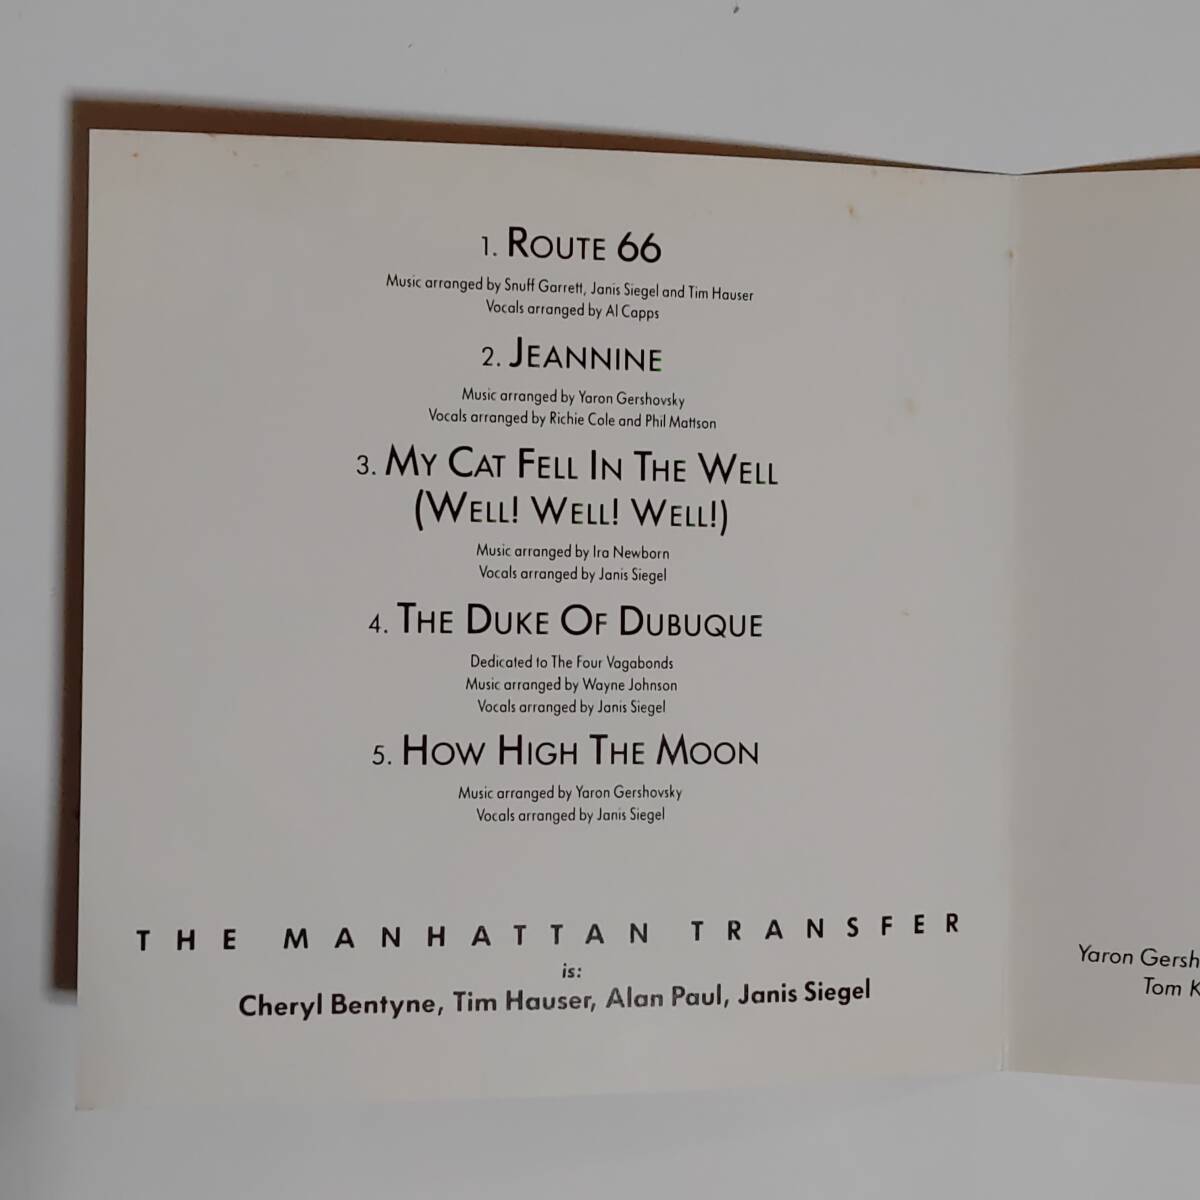 1. ROUTE 66
Music arranged by Snuff Garrett, Janis Siegel and Tim Hauser
Vocals arranged by Al Capps
2. JEANNINE
Music arranged by Yaron Gershovsky
Vocals arranged by Richie Cole and Phil Mattson
3. MY CAT FELL IN THE WELL
(WELL! WELL! WELL!)
Music arranged by Ira Newborn
Vocals arranged by Janis Siegel
4. THE DUKE OF DUBUQUE
Dedicated to The Four Vagabonds
Music arranged by Wayne Johnson
Vocals arranged by Janis Siegel
5. HOW HIGH THE MOON
Music arranged by Yaron Gershovsky
Vocals arranged by Janis Siegel
THE MANHATTAN TRANSFER
is:
Cheryl Bentyne, Tim Hauser, Alan Paul, Janis Siegel
Yaron Gersh
Tom K